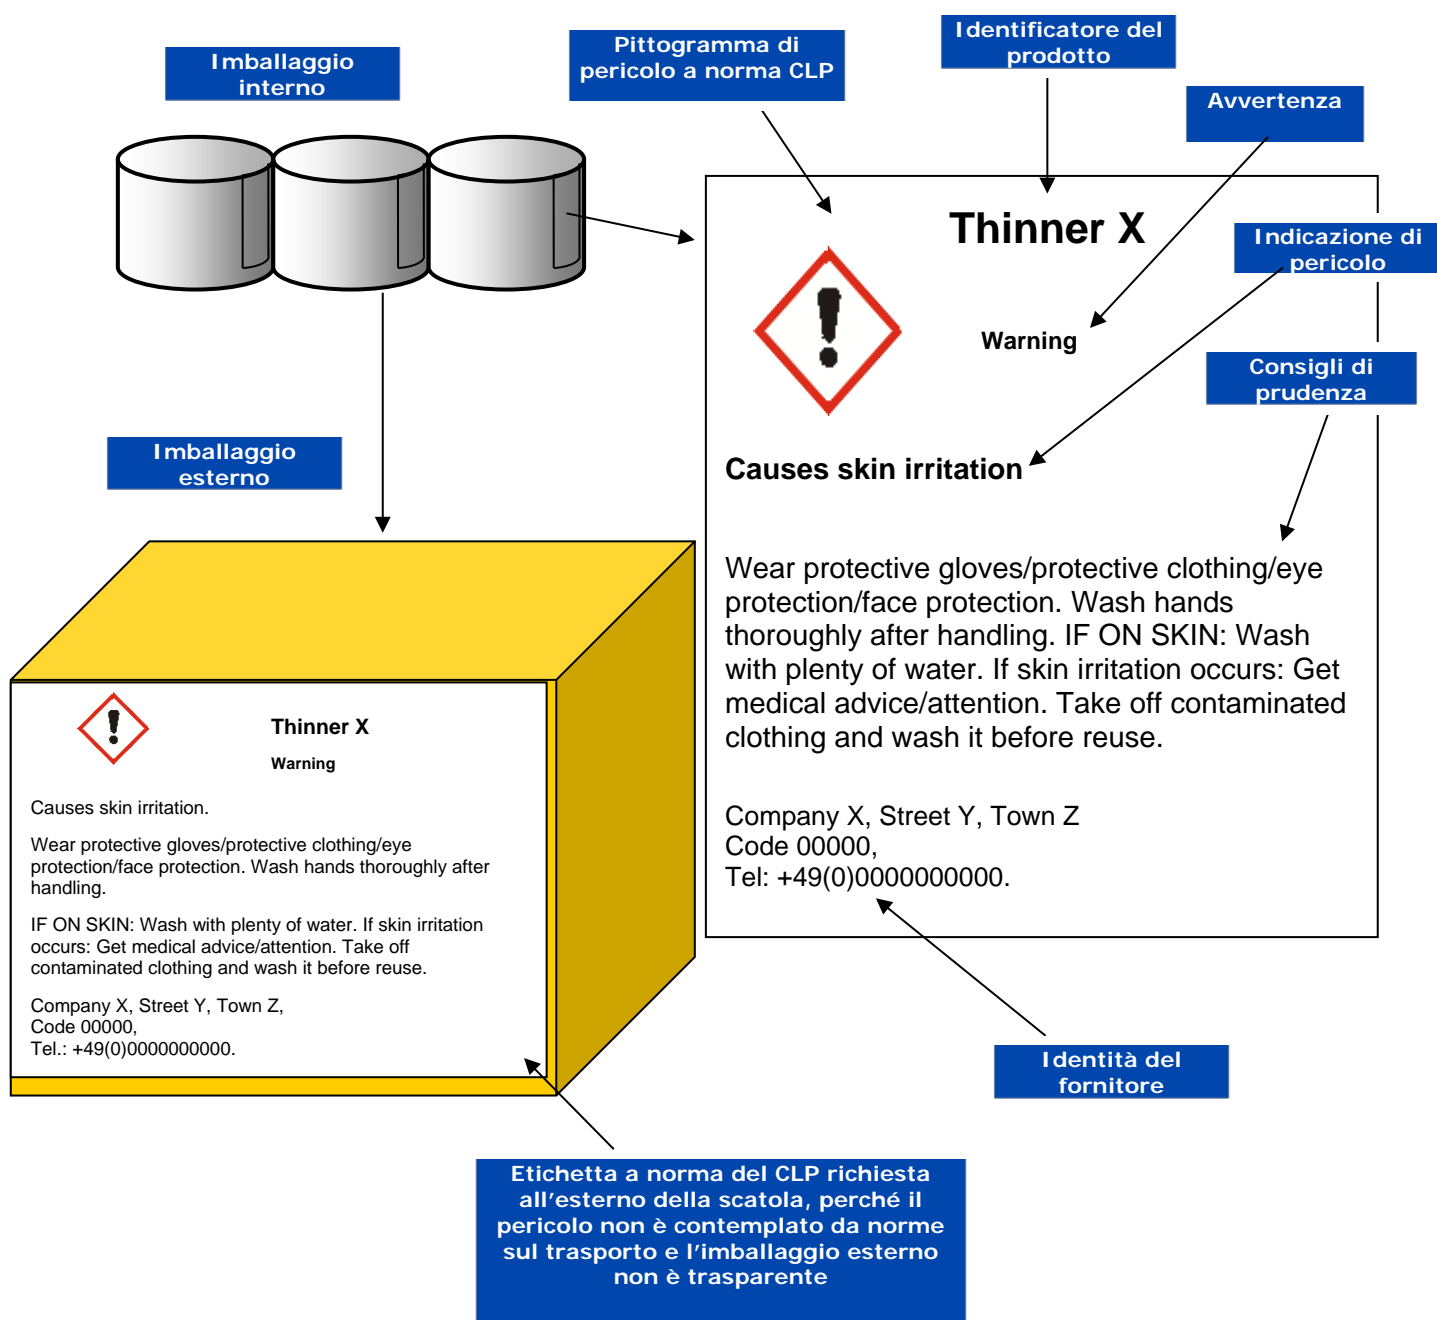 Imballaggio
interno
Pittogramma di
pericolo a norma CLP
Identificatore del
prodotto
Avvertenza
Indicazione di
pericolo
Consigli di
prudenza
Thinner X
Warning
Causes skin irritation
Wear protective gloves/protective clothing/eye
protection/face protection. Wash hands
thoroughly after handling. IF ON SKIN: Wash
with plenty of water. If skin irritation occurs: Get
medical advice/attention. Take off contaminated
clothing and wash it before reuse.
Company X, Street Y, Town Z
Code 00000,
Tel: +49(0)0000000000.
Identità del
fornitore
Imballaggio
esterno
Thinner X
Warning
Causes skin irritation.
Wear protective gloves/protective clothing/eye
protection/face protection. Wash hands thoroughly after
handling.
IF ON SKIN: Wash with plenty of water. If skin irritation
occurs: Get medical advice/attention. Take off
contaminated clothing and wash it before reuse.
Company X, Street Y, Town Z,
Code 00000,
Tel.: +49(0)0000000000.
Etichetta a norma del CLP richiesta
all’esterno della scatola, perché il
pericolo non è contemplato da norme
sul trasporto e l’imballaggio esterno
non è trasparente